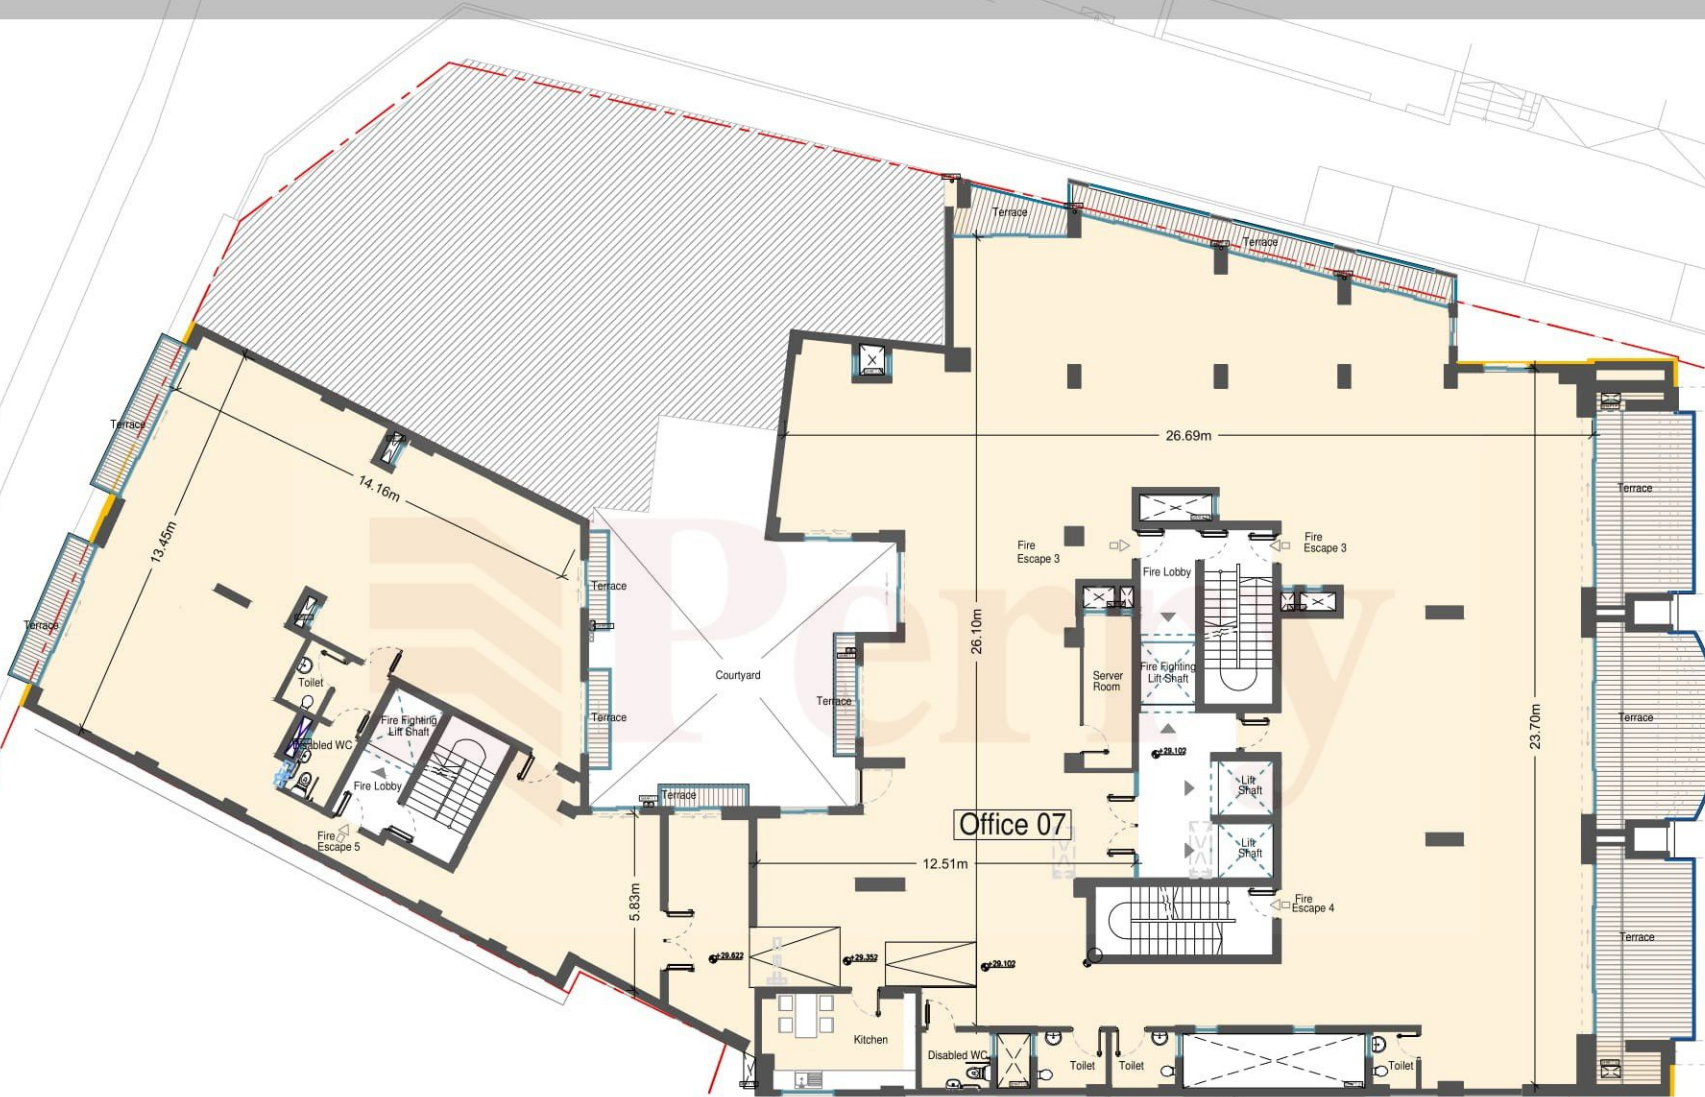 Terrace
Terrace
Terrace
26.69m
14.16m
13.45m
Terrace
Fire
Escape 3
Fire
Escape 3
Fire Lobby
Terrace
Terrace
26.10m
Perry
Courtyard
Server
Room
Fire Fighting
Lift Shaft
Toilet
Terrace
Terrace
Terrace
23.70m
Fire Fighting
Lift Shaft
Disabled WC
+29.102
Fire Lobby
Terrace
Lift
Shaft
Office 07
Fire
Escape 5
Lift
Shaft
12.51m
5.83m
Fire
Escape 4
Terrace
+29.622
+29.352
+29.102
Kitchen
Disabled WC
Toilet
Toilet
Toilet